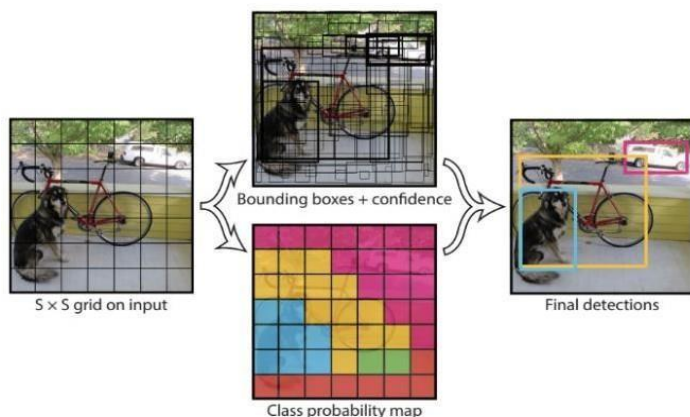 Bounding boxes + confidence
S × S grid on input
Final detections
Class probability map